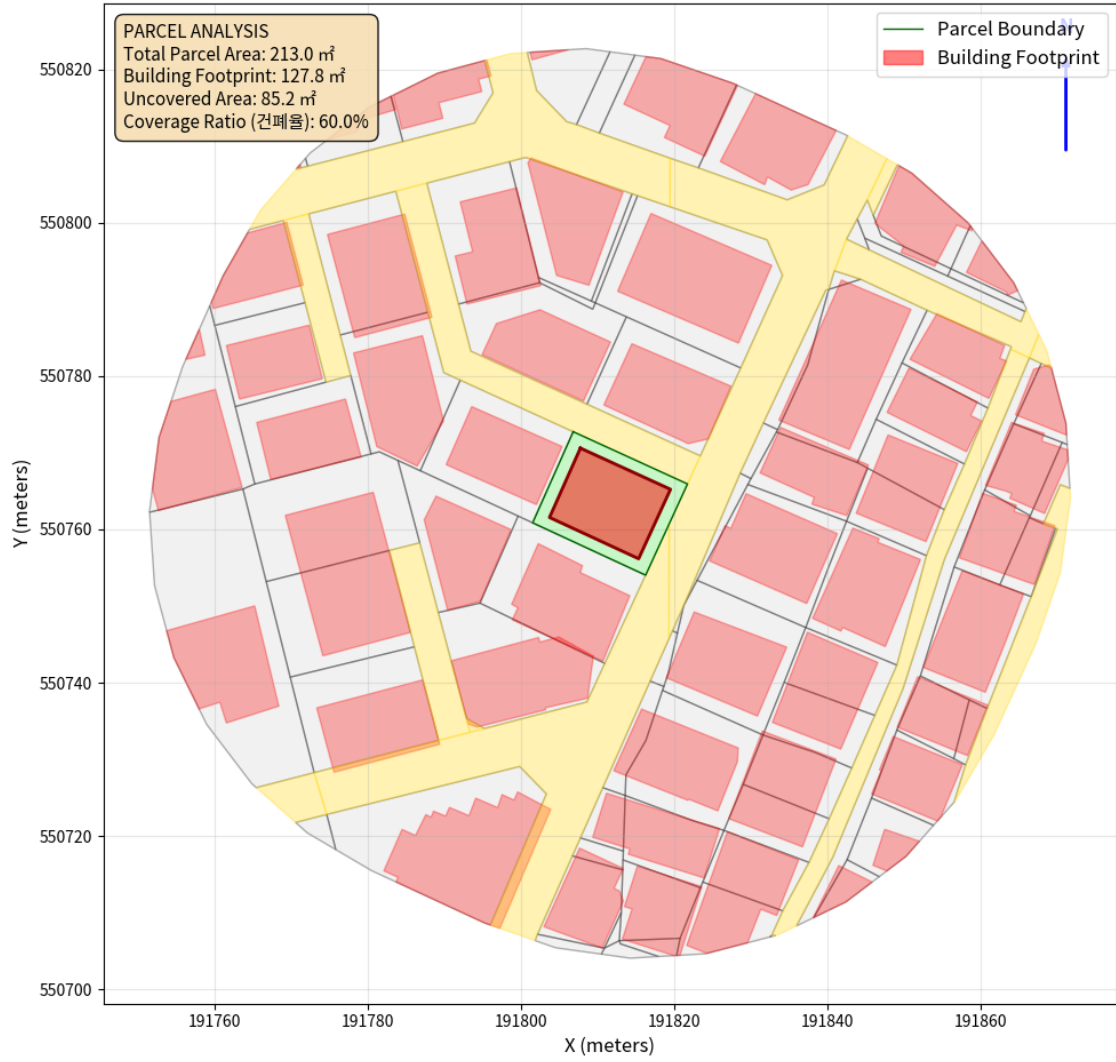 PARCEL ANALYSIS
Total Parcel Area: 213.0 ㎡
Building Footprint: 127.8 ㎡
Uncovered Area: 85.2 ㎡
Coverage Ratio (건폐율): 60.0%
Parcel Boundary
Building Footprint
N
550820
550800
550780
550760
550740
550720
550700
Y (meters)
191760
191780
191800
191820
191840
191860
X (meters)